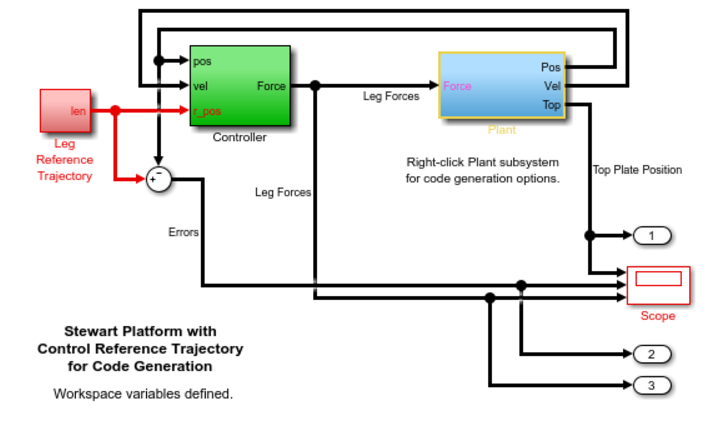 pos
vel
Force
r_pos
Controller
len
Leg
Reference
Trajectory
Leg Forces
Force
Pos
Vel
Top
Plant
Right-click Plant subsystem
for code generation options.
Top Plate Position
Leg Forces
−
+
Errors
1
Scope
2
3
Stewart Platform with
Control Reference Trajectory
for Code Generation
Workspace variables defined.